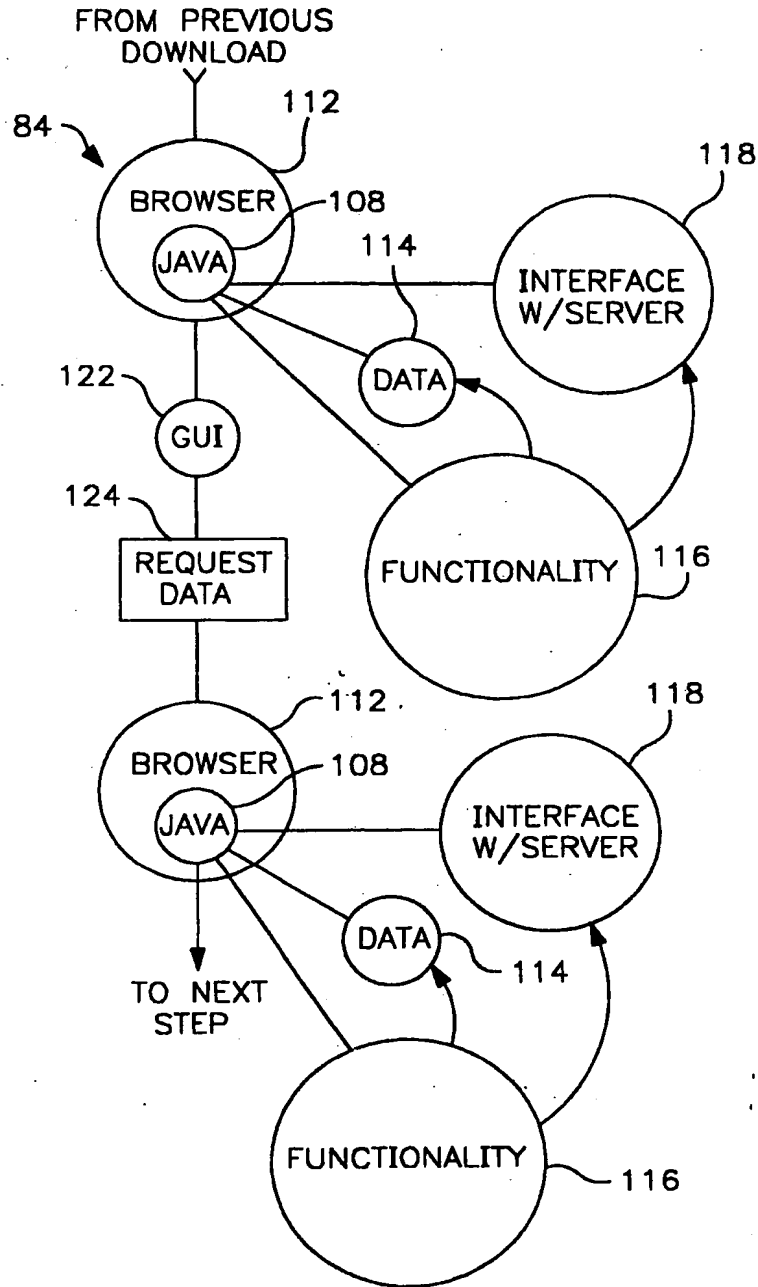 FROM PREVIOUS
DOWNLOAD
112
84
118
BROWSER
108
JAVA
114
INTERFACE
W/SERVER
122
DATA
GUI
124
REQUEST
DATA
FUNCTIONALITY
116
112
118
BROWSER
108
JAVA
INTERFACE
W/SERVER
DATA
114
TO NEXT
STEP
FUNCTIONALITY
116